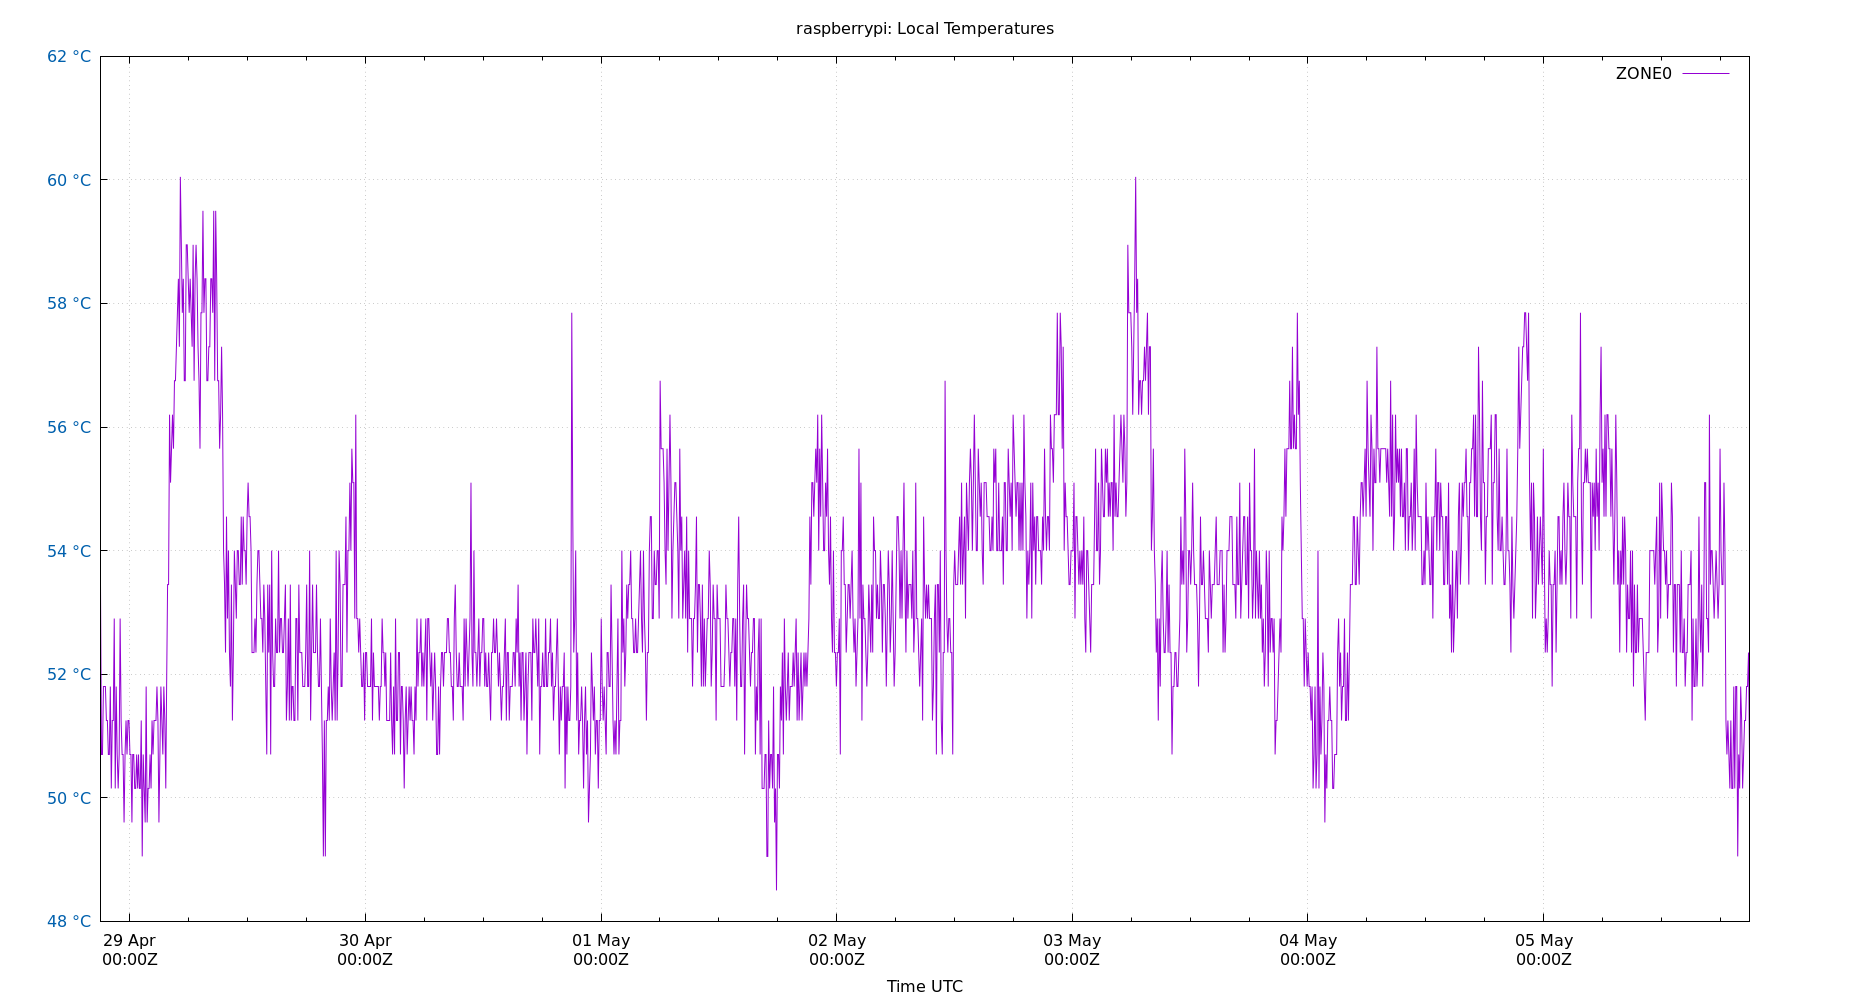 raspberrypi: Local Temperatures
62 °C
ZONE0
60 °C
58 °C
56 °C
54 °C
52 °C
50 °C
48 °C
29 Apr 30 Apr 01 May 02 May 03 May 04 May 05 May
00:00Z 00:00Z 00:00Z 00:00Z 00:00Z 00:00Z 00:00Z
Time UTC